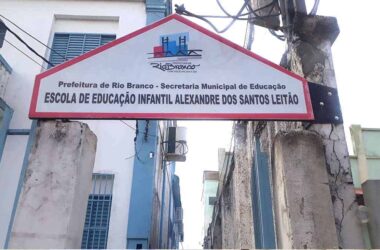 RIO BRANCO
Prefeitura de Rio Branco - Secretaria Municipal de Educação
ESCOLA DE EDUCAÇÃO INFANTIL ALEXANDRE DOS SANTOS LEITÃO